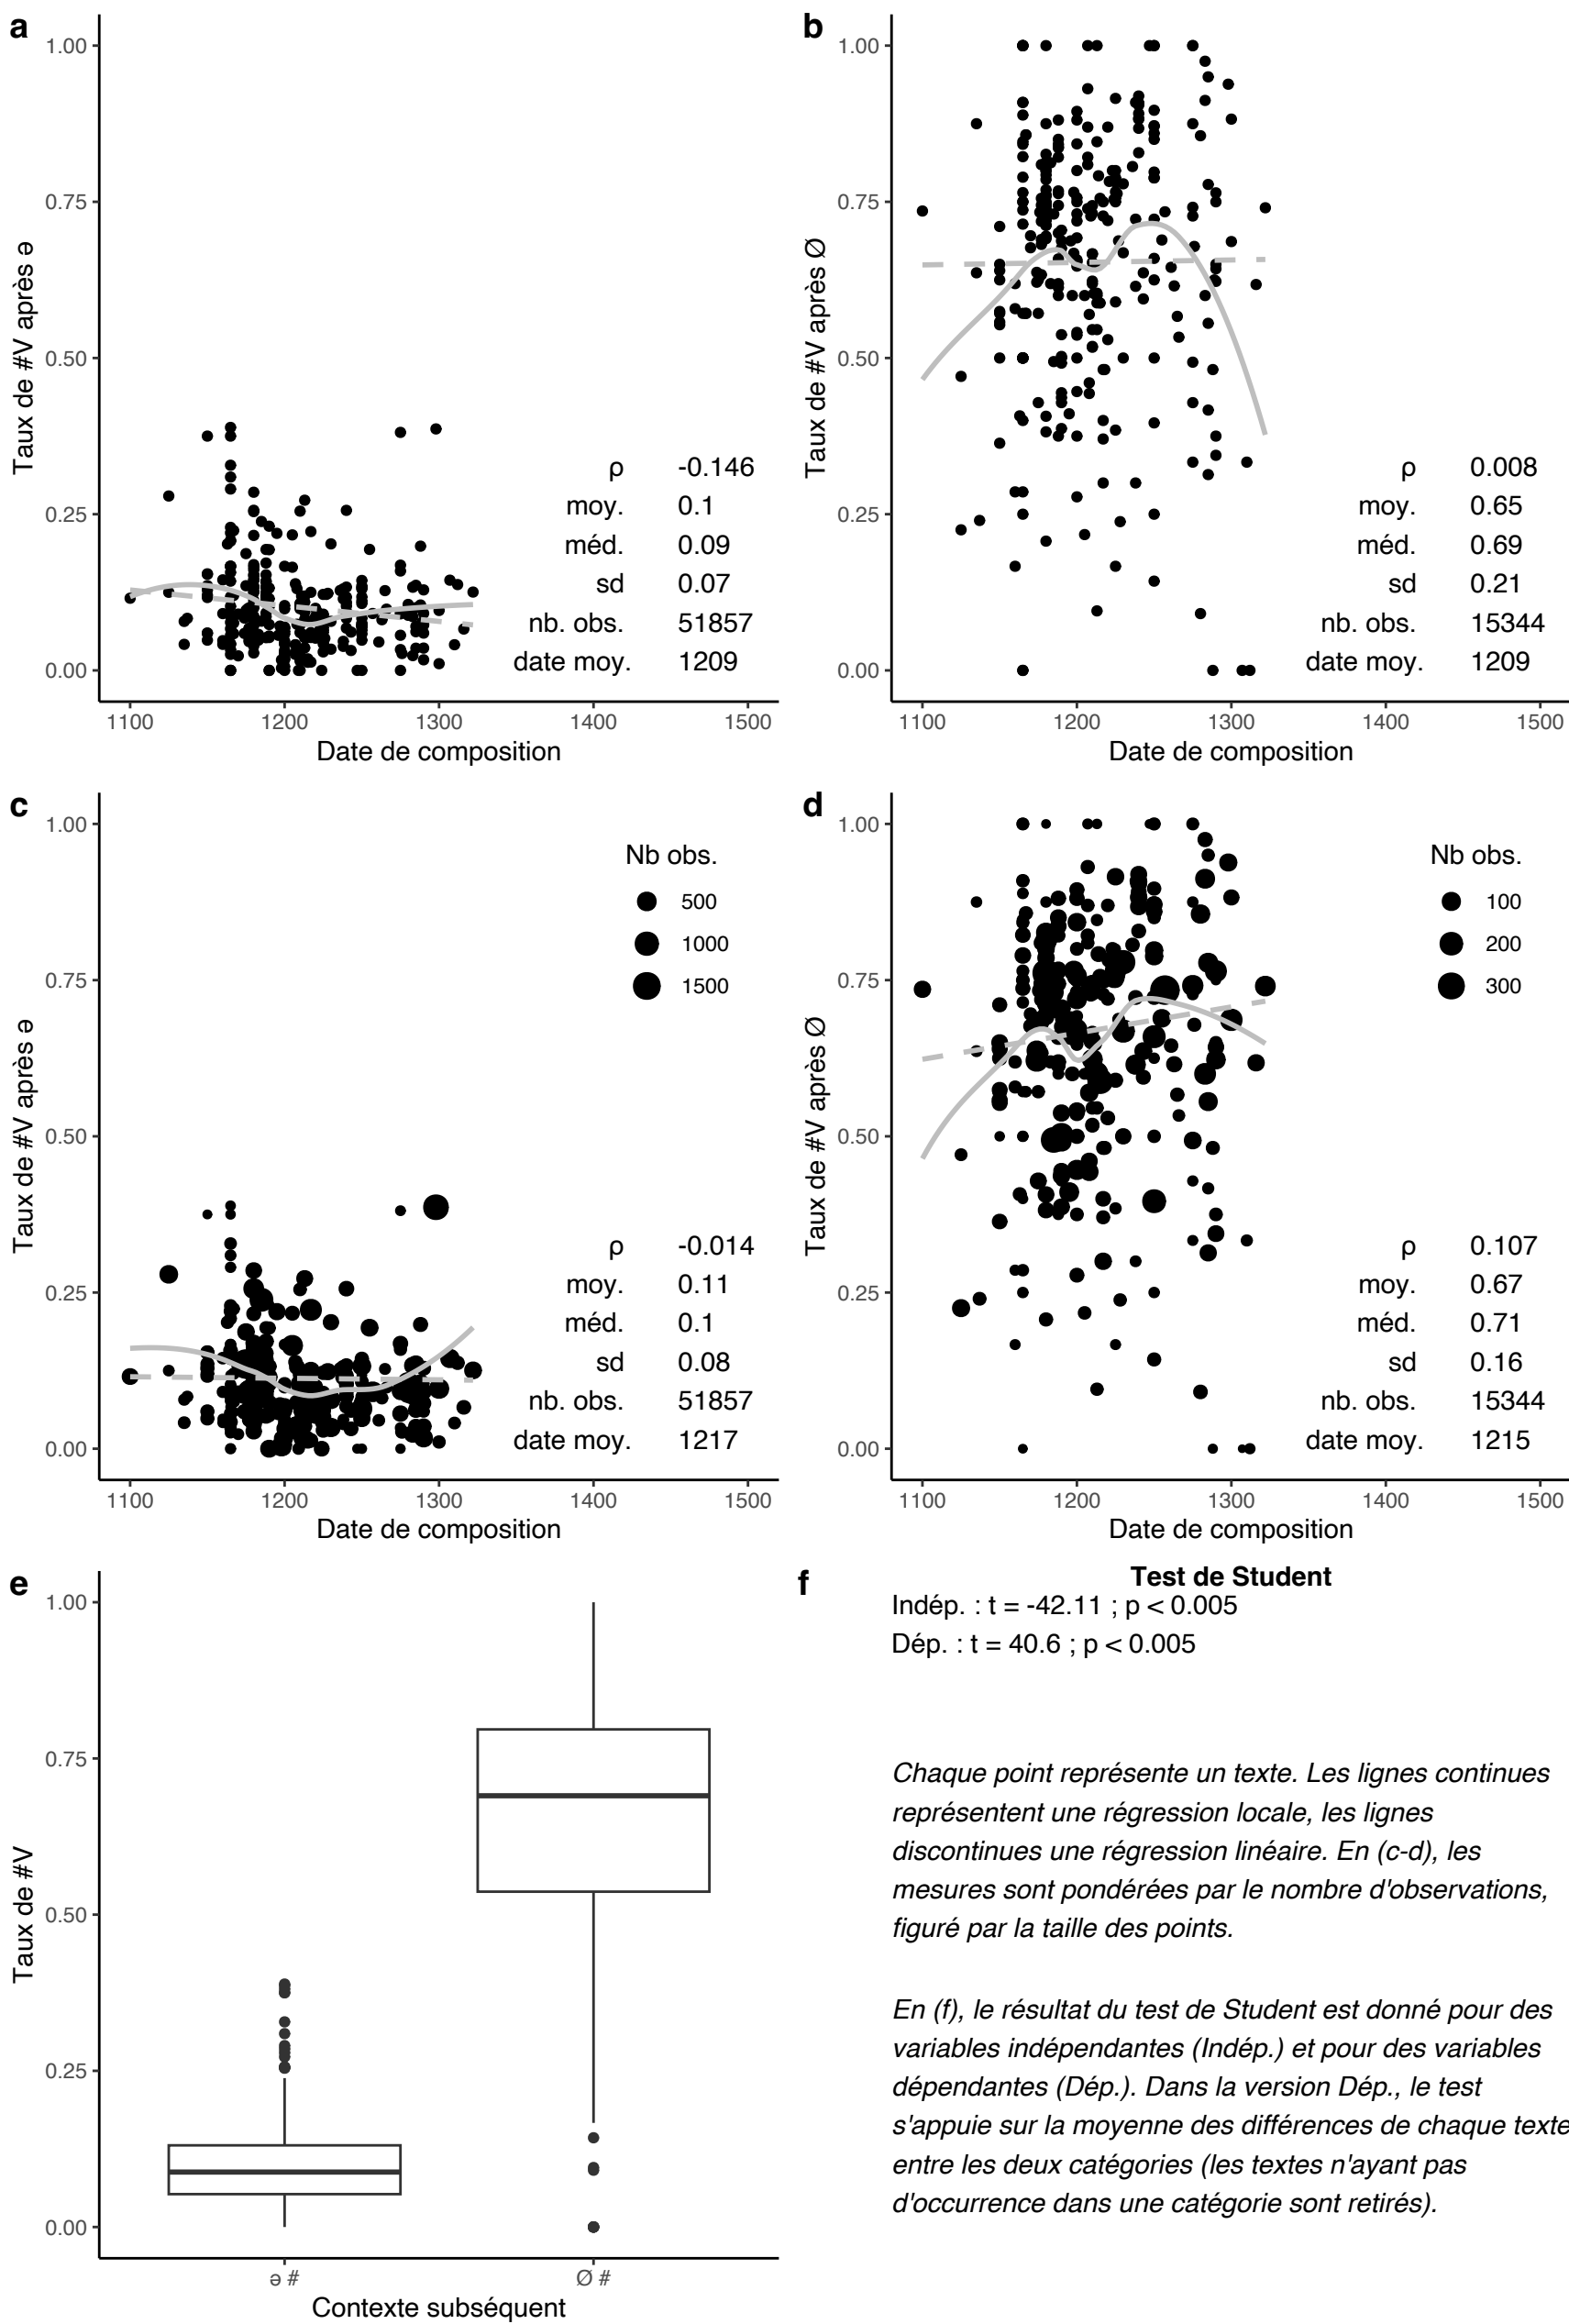 a
1.00
0.75
0.50
0.25
0.00
Taux de #V après ə
ρ -0.146
moy. 0.1
méd. 0.09
sd 0.07
nb. obs. 51857
date moy. 1209
1100 1200 1300 1400 1500
Date de composition
b
1.00
0.75
0.50
0.25
0.00
Taux de #V après Ø
ρ 0.008
moy. 0.65
méd. 0.69
sd 0.21
nb. obs. 15344
date moy. 1209
1100 1200 1300 1400 1500
Date de composition
c
1.00
0.75
0.50
0.25
0.00
Taux de #V après ə
Nb obs.
500
1000
1500
ρ -0.014
moy. 0.11
méd. 0.1
sd 0.08
nb. obs. 51857
date moy. 1217
1100 1200 1300 1400 1500
Date de composition
d
1.00
0.75
0.50
0.25
0.00
Taux de #V après Ø
Nb obs.
100
200
300
ρ 0.107
moy. 0.67
méd. 0.71
sd 0.16
nb. obs. 15344
date moy. 1215
1100 1200 1300 1400 1500
Date de composition
e
1.00
0.75
0.50
0.25
0.00
Taux de #V
ə # Ø #
Contexte subséquent
f
Test de Student
Indép. : t = -42.11 ; p < 0.005
Dép. : t = 40.6 ; p < 0.005
Chaque point représente un texte. Les lignes continues
représentent une régression locale, les lignes
discontinues une régression linéaire. En (c-d), les
mesures sont pondérées par le nombre d'observations,
figuré par la taille des points.
En (f), le résultat du test de Student est donné pour des
variables indépendantes (Indép.) et pour des variables
dépendantes (Dép.). Dans la version Dép., le test
s'appuie sur la moyenne des différences de chaque texte
entre les deux catégories (les textes n'ayant pas
d'occurrence dans une catégorie sont retirés).